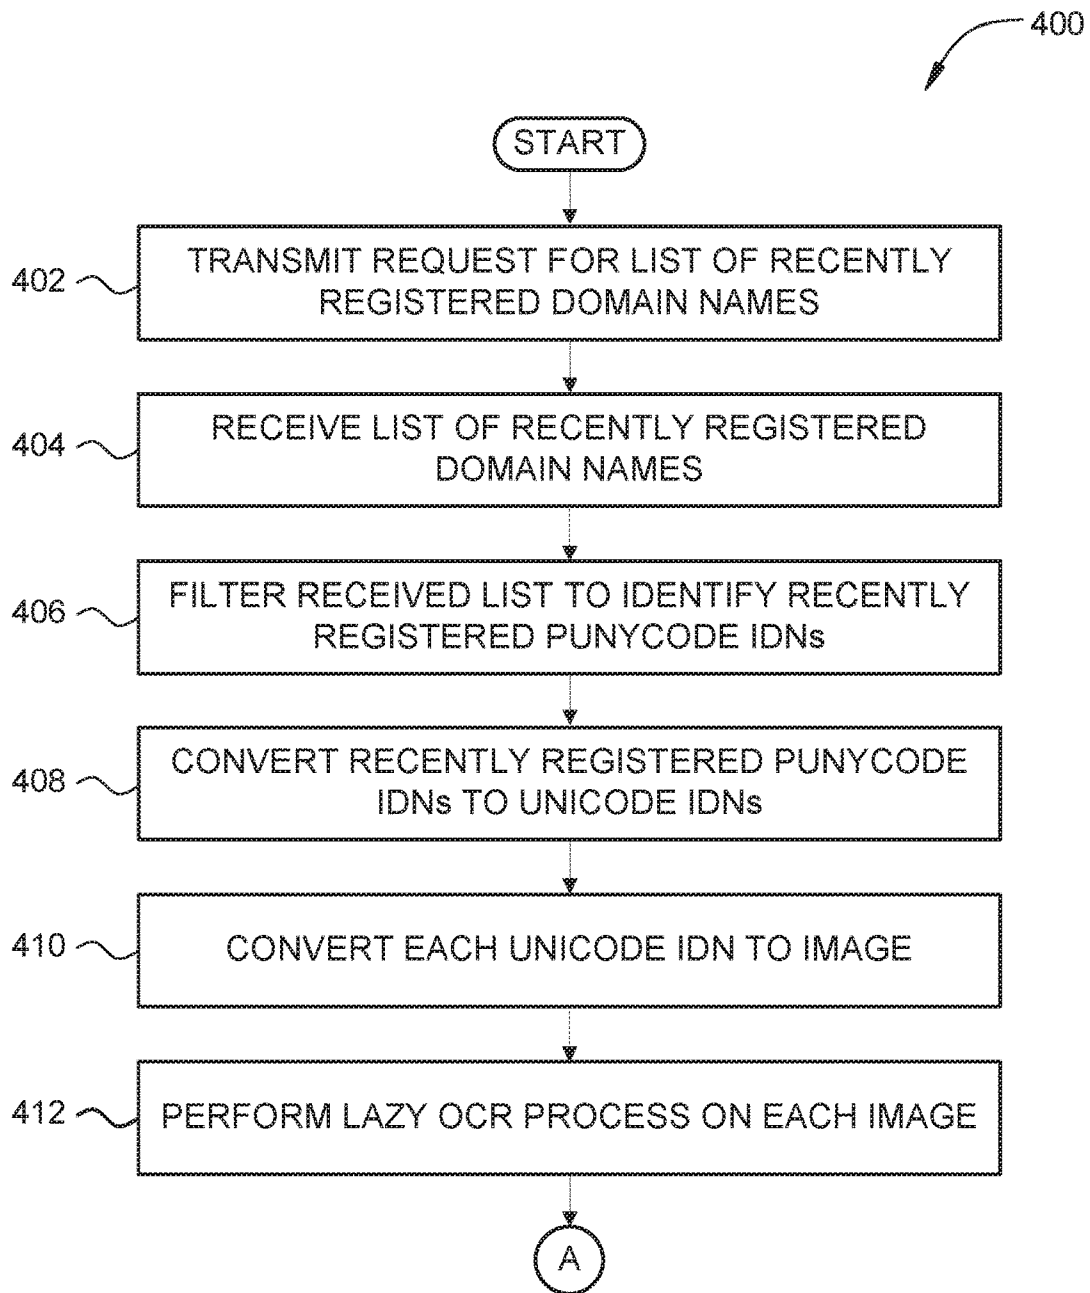 400
START
402
TRANSMIT REQUEST FOR LIST OF RECENTLY
REGISTERED DOMAIN NAMES
404
RECEIVE LIST OF RECENTLY REGISTERED
DOMAIN NAMES
406
FILTER RECEIVED LIST TO IDENTIFY RECENTLY
REGISTERED PUNYCODE IDNs
408
CONVERT RECENTLY REGISTERED PUNYCODE
IDNs TO UNICODE IDNs
410
CONVERT EACH UNICODE IDN TO IMAGE
412
PERFORM LAZY OCR PROCESS ON EACH IMAGE
A